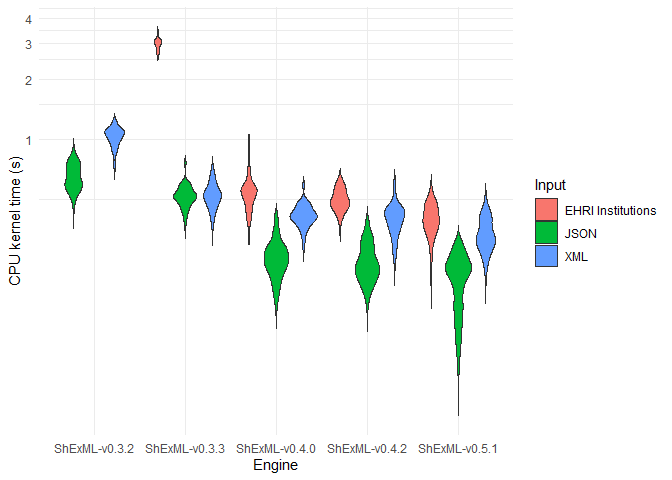 4
3
2
1
CPU kernel time (s)
ShExML-v0.3.2
ShExML-v0.3.3
ShExML-v0.4.0
ShExML-v0.4.2
ShExML-v0.5.1
Engine
Input
EHRI Institutions
JSON
XML